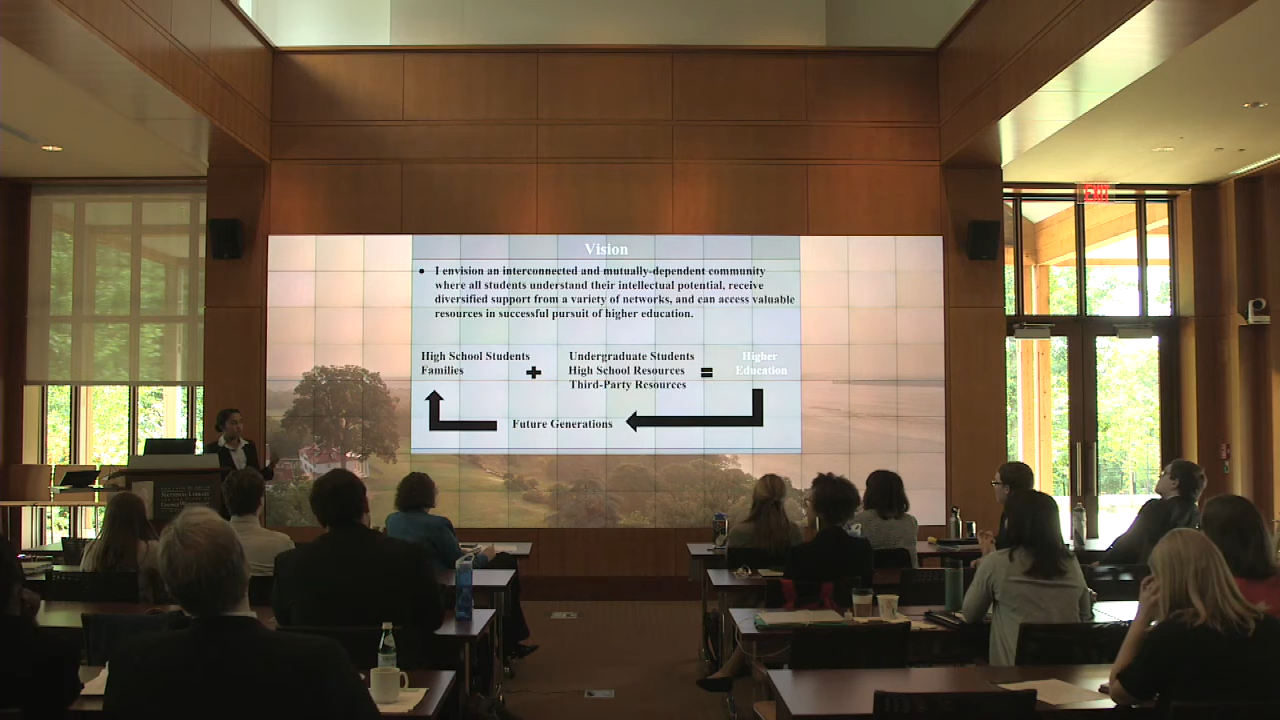 EXIT
Vision
• I envision an interconnected and mutually-dependent community
where all students understand their intellectual potential, receive
diversified support from a variety of networks, and can access valuable
resources in successful pursuit of higher education.
High School Students
Families
+
Undergraduate Students
High School Resources
Third-Party Resources
=
Higher
Education
Future Generations
National Library